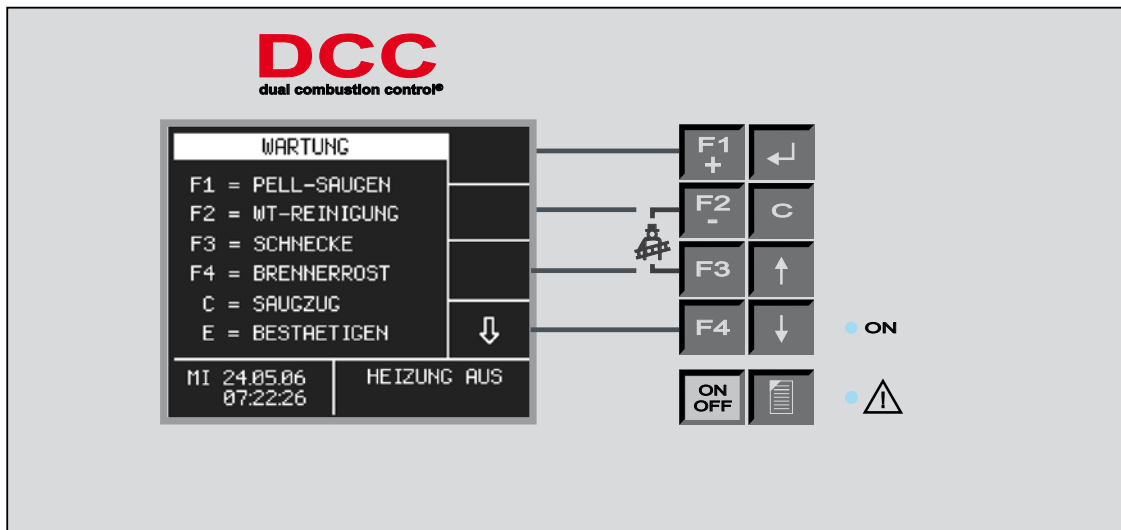 DCC
dual combustion control®
WARTUNG
F1 = PELL-SAUGEN
F2 = WT-REINIGUNG
F3 = SCHNECKE
F4 = BRENNERROST
C = SAUGZUG
E = BESTAETIGEN
MI 24.05.06
07:22:26
HEIZUNG AUS
F1
+
F2
-
C
F3
F4
ON
ON
OFF